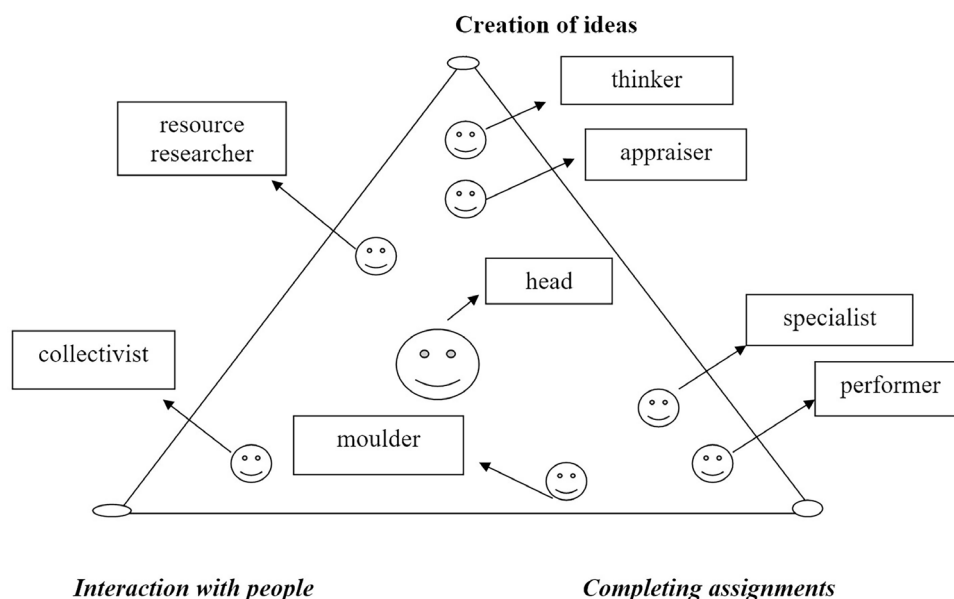 Creation of ideas
thinker
resource
researcher
appraiser
head
specialist
collectivist
performer
moulder
Interaction with people
Completing assignments